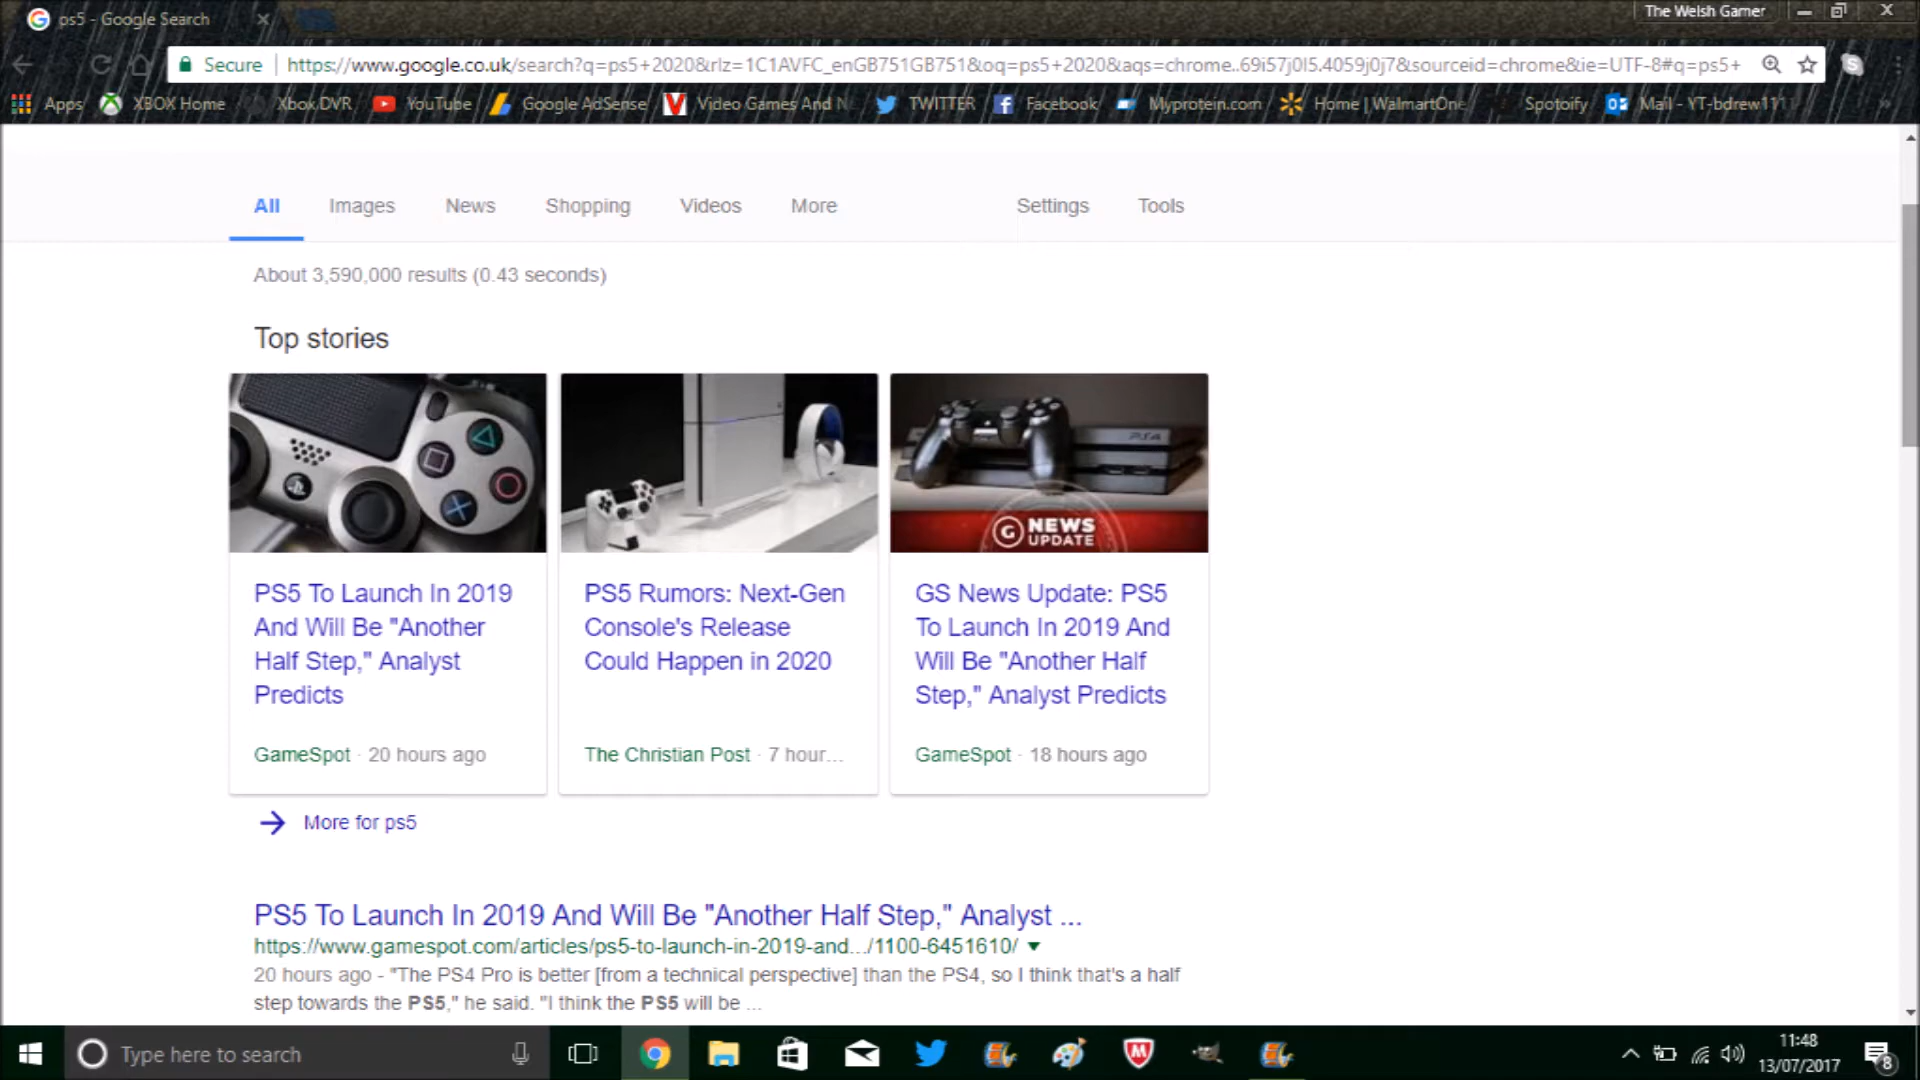 ps5 - Google Search
The Welsh Gamer
Secure
https://www.google.co.uk/search?q=ps5+2020&rlz=1C1AVFC_enGB751GB751&oq=ps5+2020&aqs=chrome..69i57j0l5.4059j0j7&sourceid=chrome&ie=UTF-8#q=ps5+
Apps XBOX Home Xbox DVR YouTube Google AdSense Video Games And TWITTER Facebook Myprotein.com Home | WalmartOne Spotoify Mail - YT-bdrew1111
All Images News Shopping Videos More Settings Tools
About 3,590,000 results (0.43 seconds)
Top stories
PS4
G NEWS
UPDATE
PS5 To Launch In 2019
And Will Be "Another
Half Step," Analyst
Predicts
GameSpot · 20 hours ago
PS5 Rumors: Next-Gen
Console's Release
Could Happen in 2020
The Christian Post · 7 hour...
GS News Update: PS5
To Launch In 2019 And
Will Be "Another Half
Step," Analyst Predicts
GameSpot · 18 hours ago
More for ps5
PS5 To Launch In 2019 And Will Be "Another Half Step," Analyst ...
https://www.gamespot.com/articles/ps5-to-launch-in-2019-and.../1100-6451610/
20 hours ago - "The PS4 Pro is better [from a technical perspective] than the PS4, so I think that's a half
step towards the PS5," he said. "I think the PS5 will be ...
Type here to search
11:48
13/07/2017
8